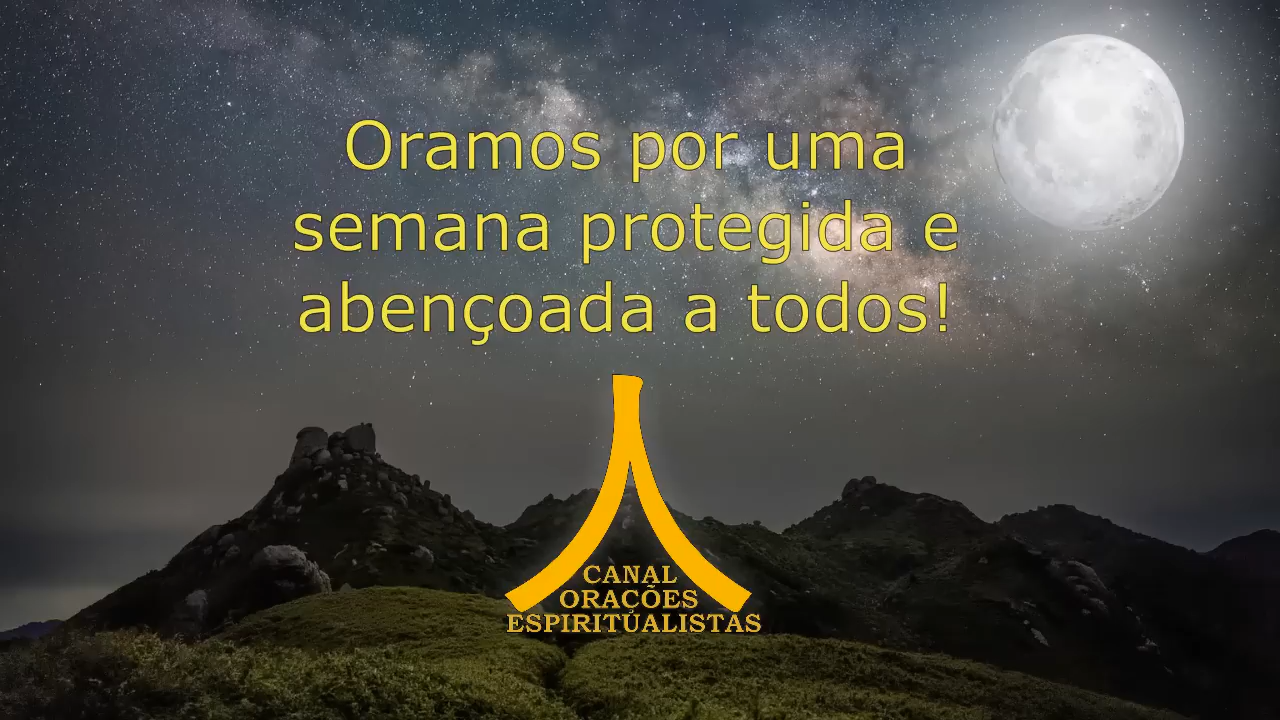 Oramos por uma
semana protegida e
abençoada a todos!
CANAL
ORAÇÕES
ESPIRITUALISTAS